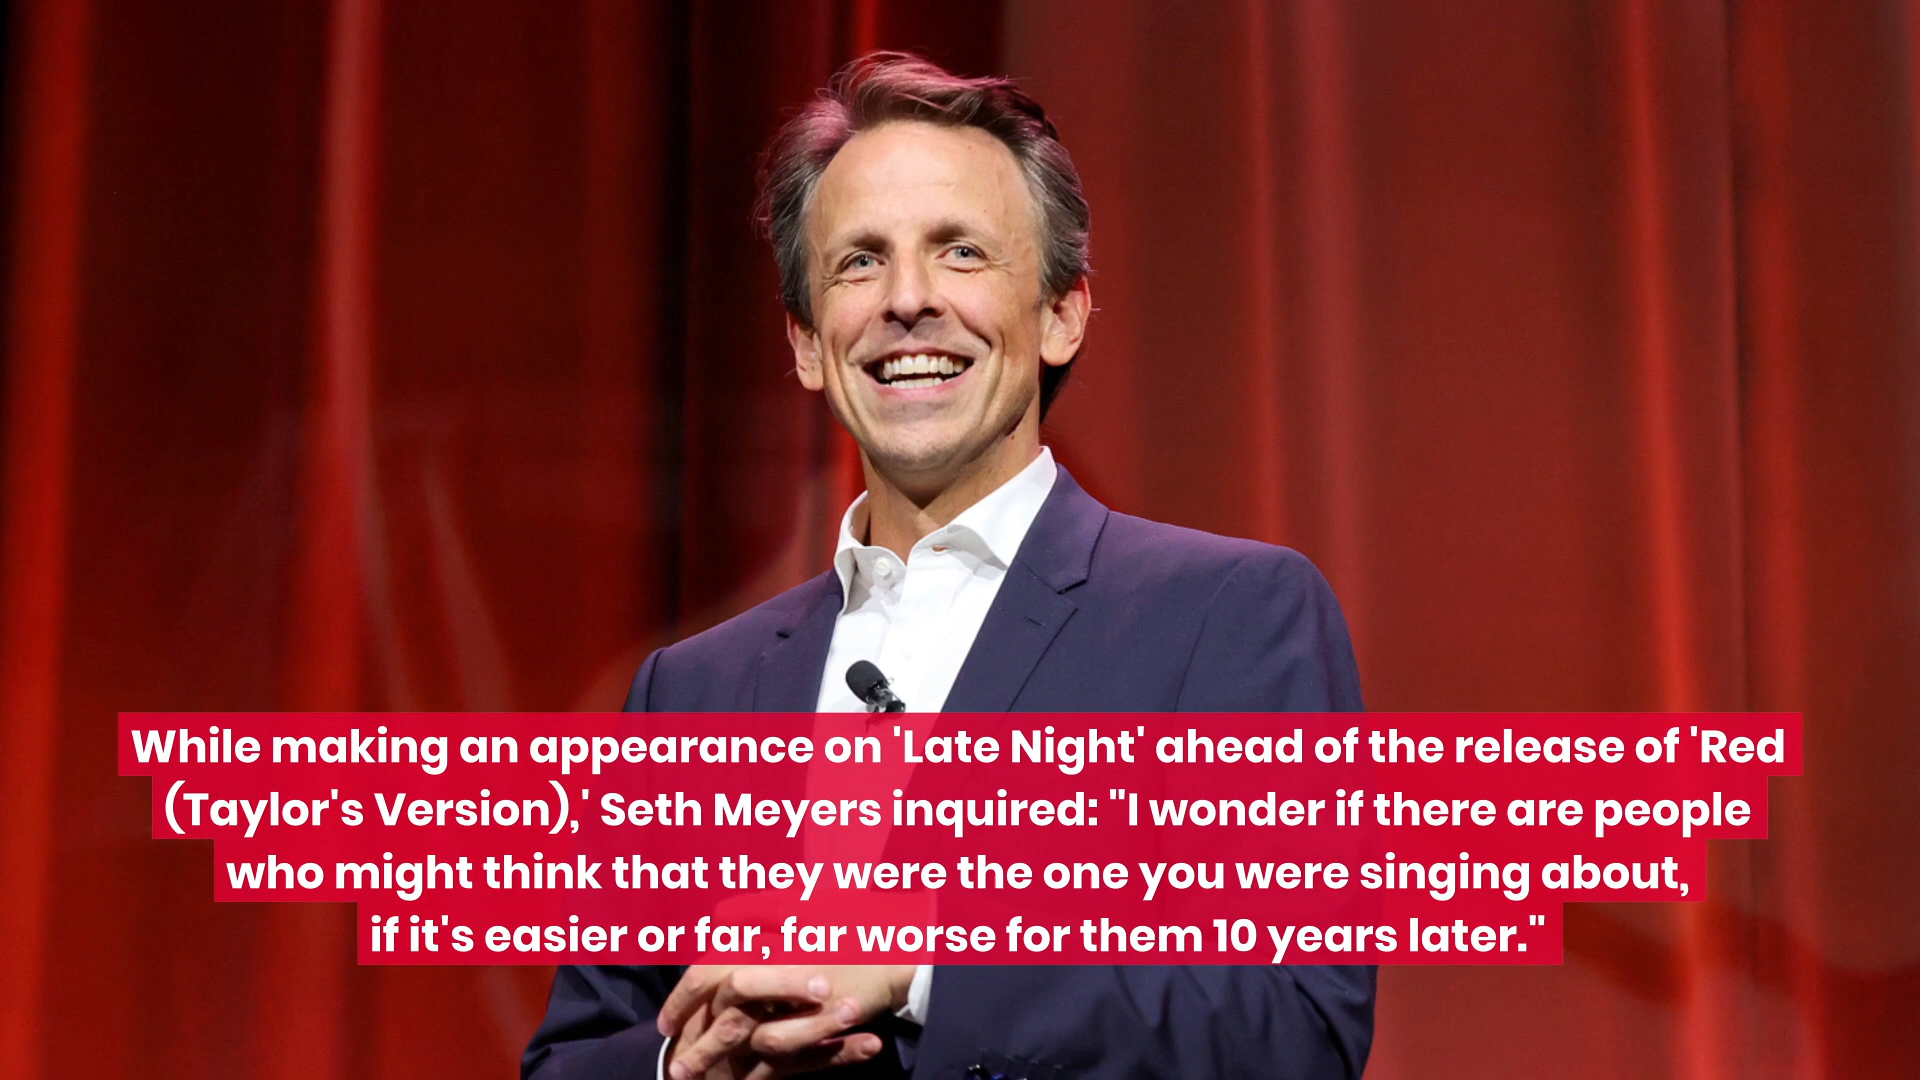 While making an appearance on 'Late Night' ahead of the release of 'Red
(Taylor's Version),' Seth Meyers inquired: "I wonder if there are people
who might think that they were the one you were singing about,
if it's easier or far, far worse for them 10 years later."